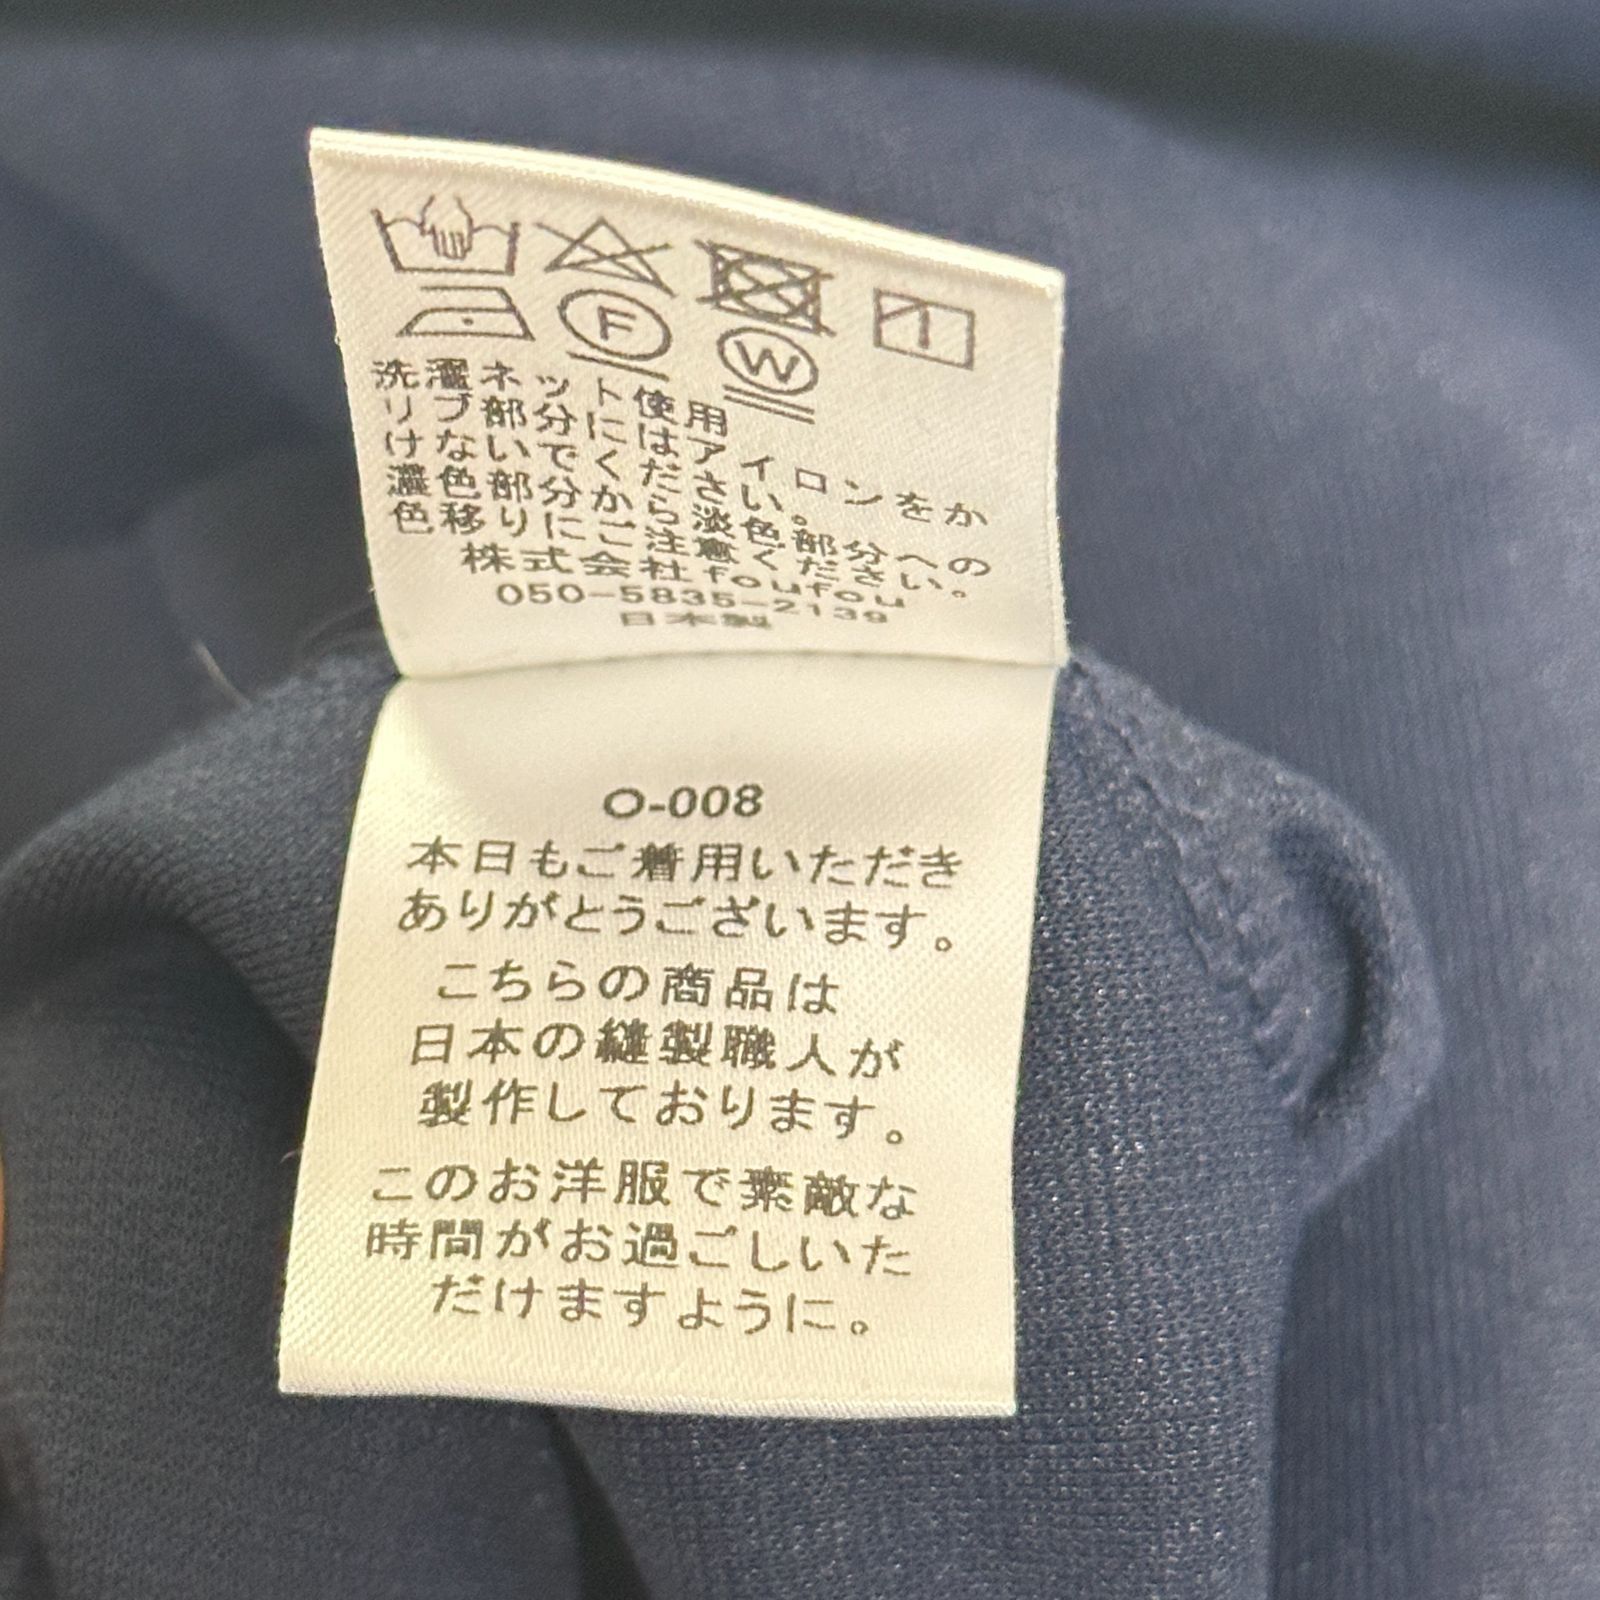 F
W
洗濯ネット使用
リブ部分にはアイロンをか
けないでください。
濃色部分から淡色部分への
色移りにご注意ください。
株式会社foufou
050-5835-2139
日本製
O-008
本日もご着用いただき
ありがとうございます。
こちらの商品は
日本の縫製職人が
製作しております。
このお洋服で素敵な
時間がお過ごしいた
だけますように。